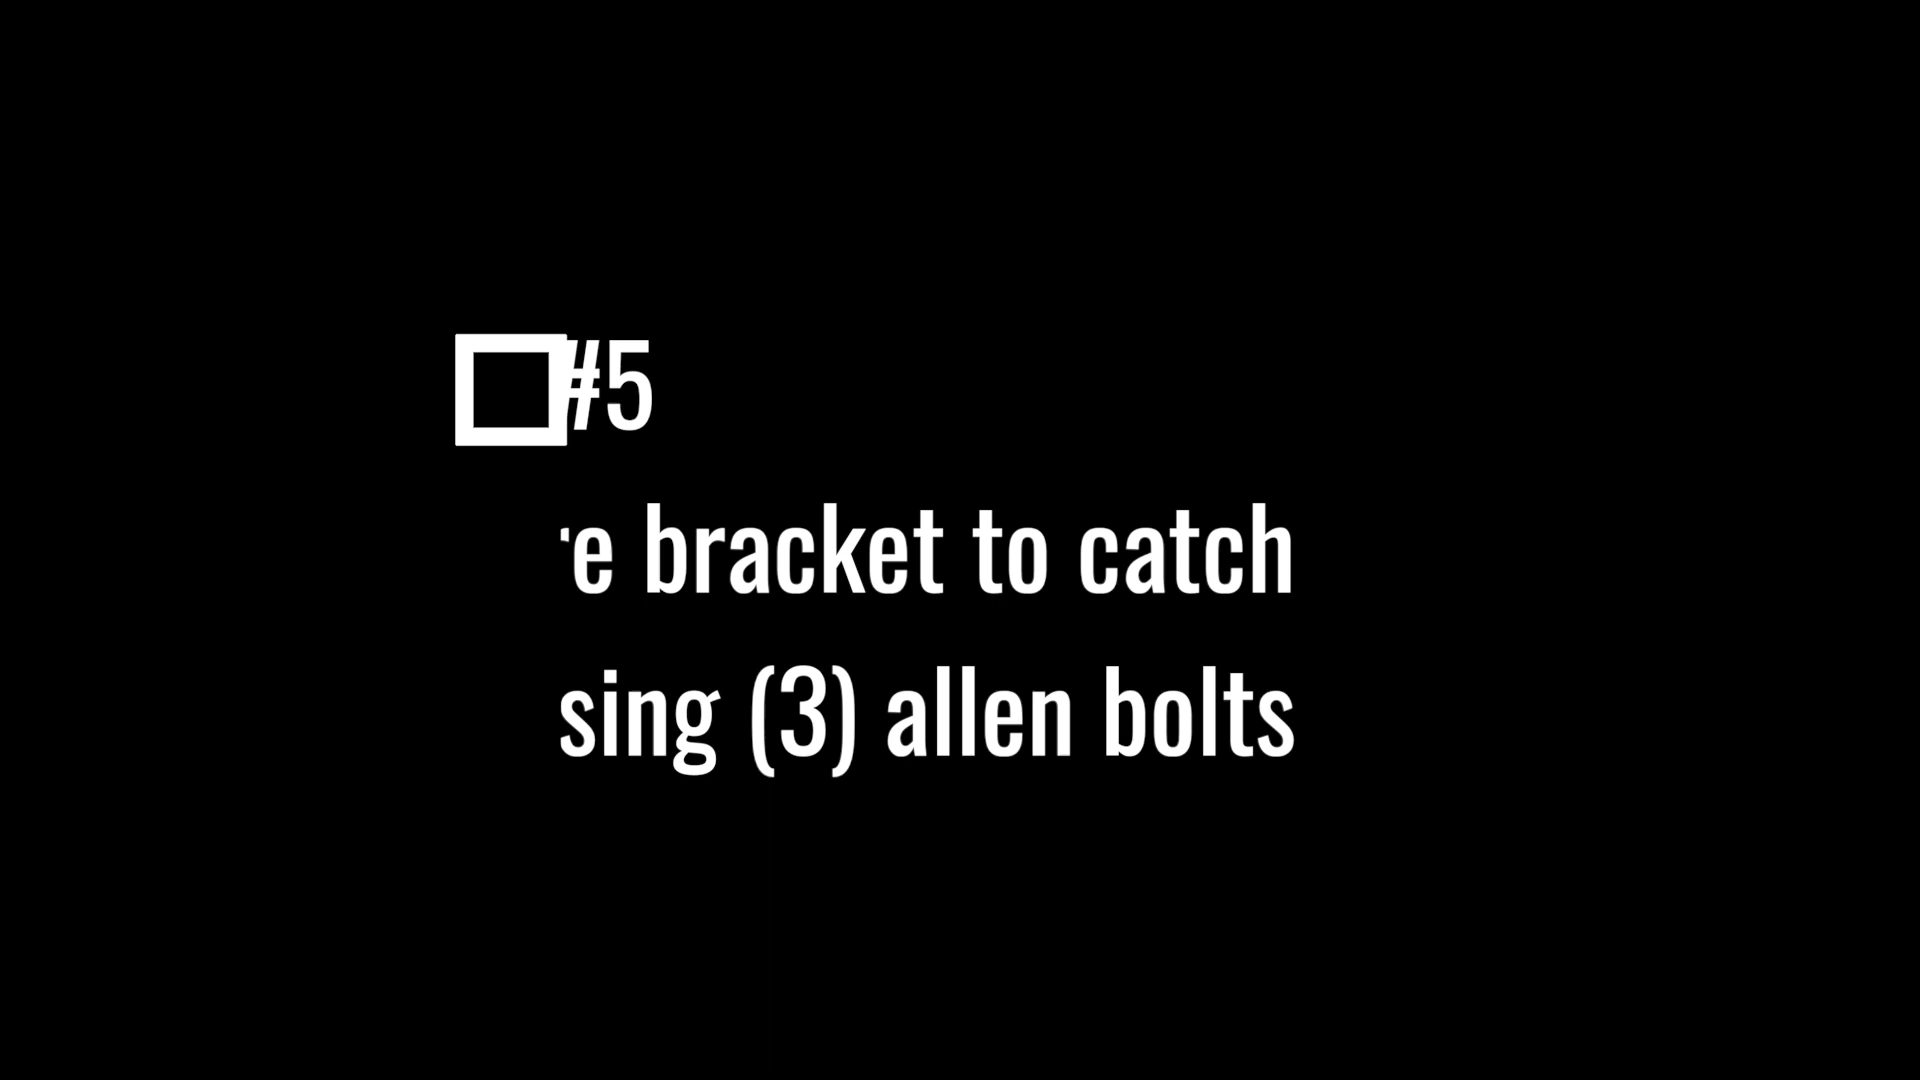 #5
e bracket to catch
sing (3) allen bolts